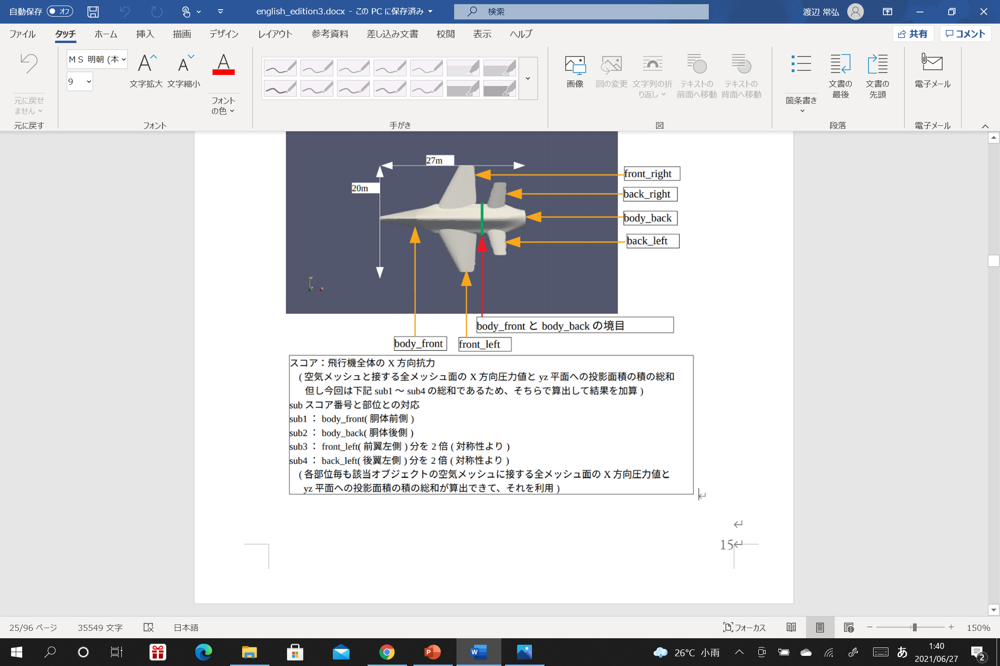 自動保存 オフ
english_edition3.docx - この PC に保存済み
検索
渡辺 常弘
ファイル タッチ ホーム 挿入 描画 デザイン レイアウト 参考資料 差し込み文書 校閲 表示 ヘルプ
共有 コメント
元に戻せ
ません
元に戻す
ＭＳ 明朝 (本
9
文字拡大
文字縮小
フォント
の色
フォント
手がき
画像
図の変更
文字列の折
り返し
テキストの
前面へ移動
テキストの
背面へ移動
図
箇条書き
文書の
最後
文書の
先頭
段落
電子メール
電子メール
27m
20m
front_right
back_right
body_back
back_left
Y
Z X
body_front と body_back の境目
body_front
front_left
スコア：飛行機全体の X 方向抗力
( 空気メッシュと接する全メッシュ面の X 方向圧力値と yz 平面への投影面積の積の総和
但し今回は下記 sub1 ～ sub4 の総和であるため、そちらで算出して結果を加算 )
sub スコア番号と部位との対応
sub1 ： body_front( 胴体前側 )
sub2 ： body_back( 胴体後側 )
sub3 ： front_left( 前翼左側 ) 分を 2 倍 ( 対称性より )
sub4 ： back_left( 後翼左側 ) 分を 2 倍 ( 対称性より )
( 各部位毎も該当オブジェクトの空気メッシュに接する全メッシュ面の X 方向圧力値と
yz 平面への投影面積の積の総和が算出できて、それを利用 )
15
25/96 ページ 35549 文字 日本語
フォーカス
150%
26°C 小雨
あ
1:40
2021/06/27
2